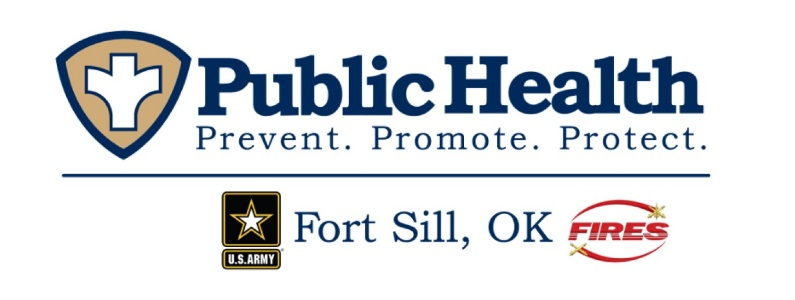 Public Health
Prevent. Promote. Protect.
U.S.ARMY
Fort Sill, OK
FIRES